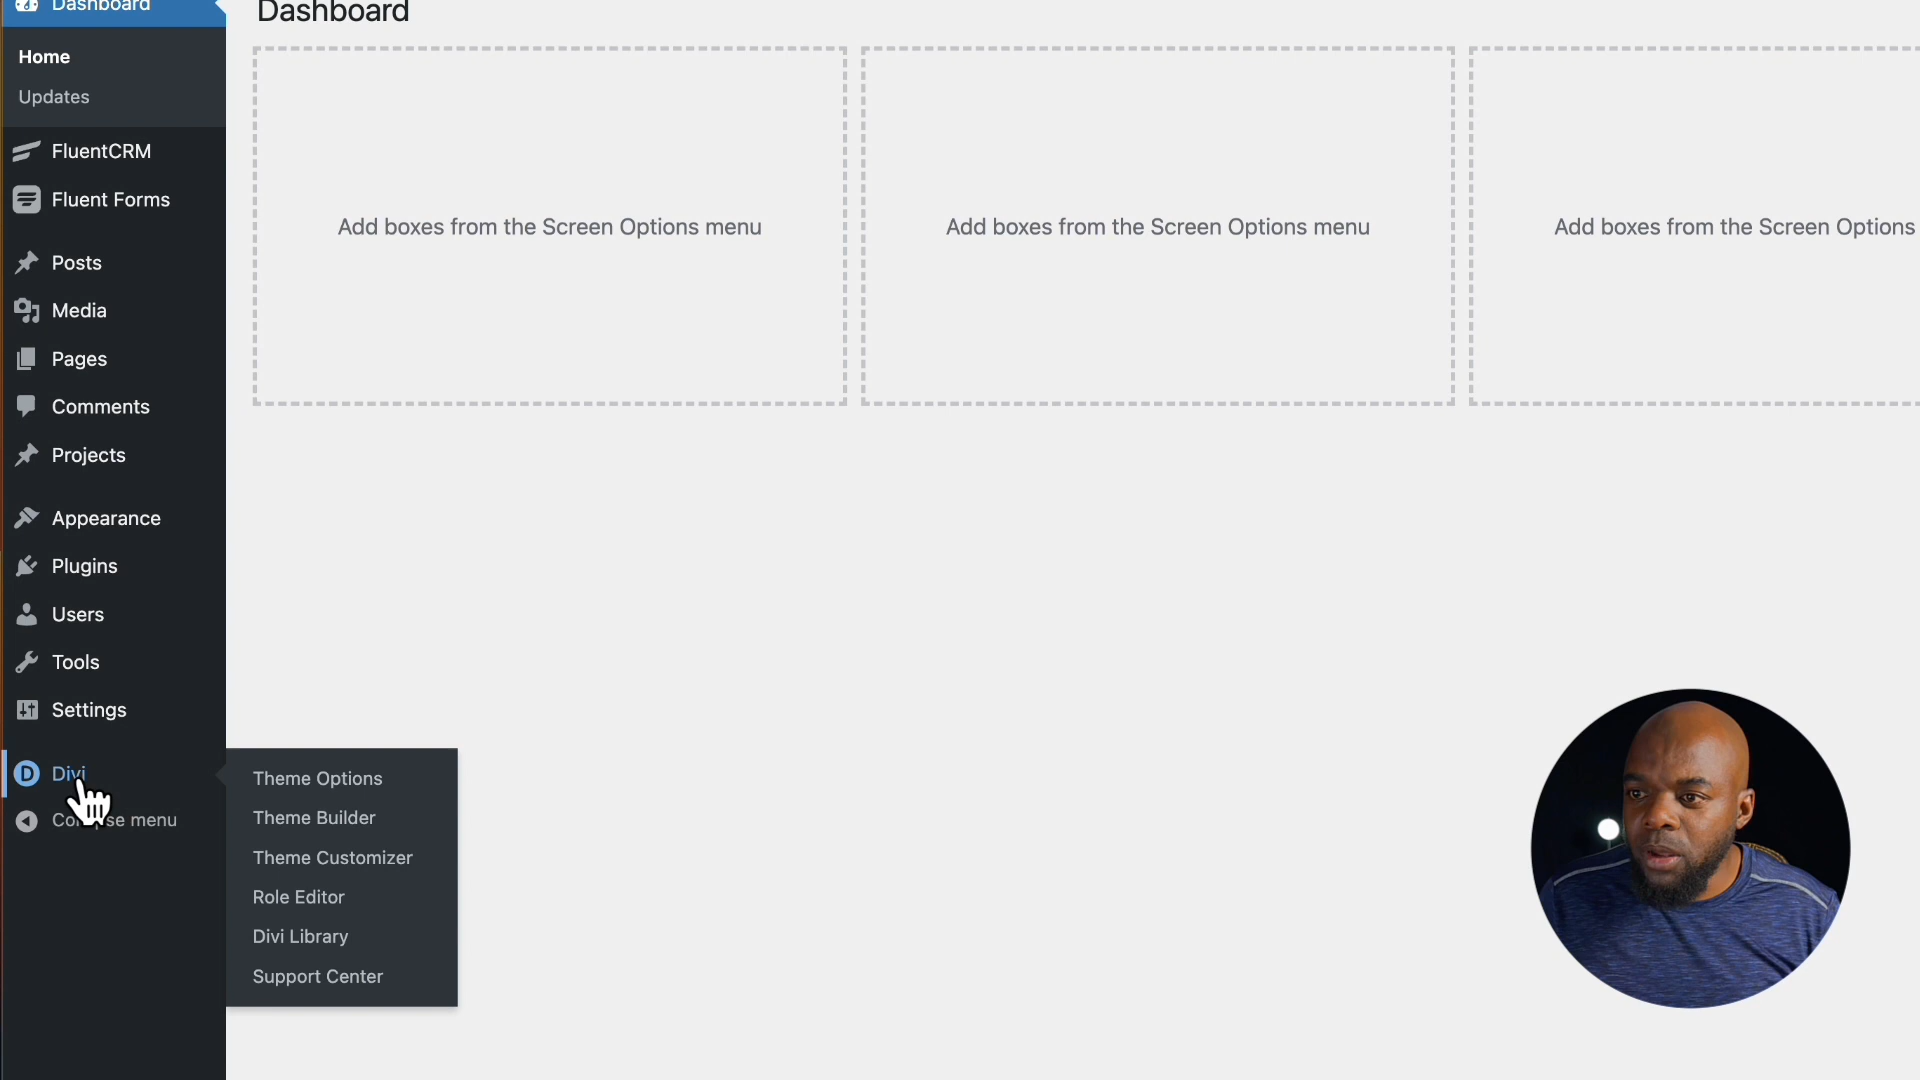 Dashboard
Dashboard
Home
Updates
FluentCRM
Fluent Forms
Posts
Media
Pages
Comments
Projects
Appearance
Plugins
Users
Tools
Settings
Divi
Collapse menu
Theme Options
Theme Builder
Theme Customizer
Role Editor
Divi Library
Support Center
Add boxes from the Screen Options menu
Add boxes from the Screen Options menu
Add boxes from the Screen Options